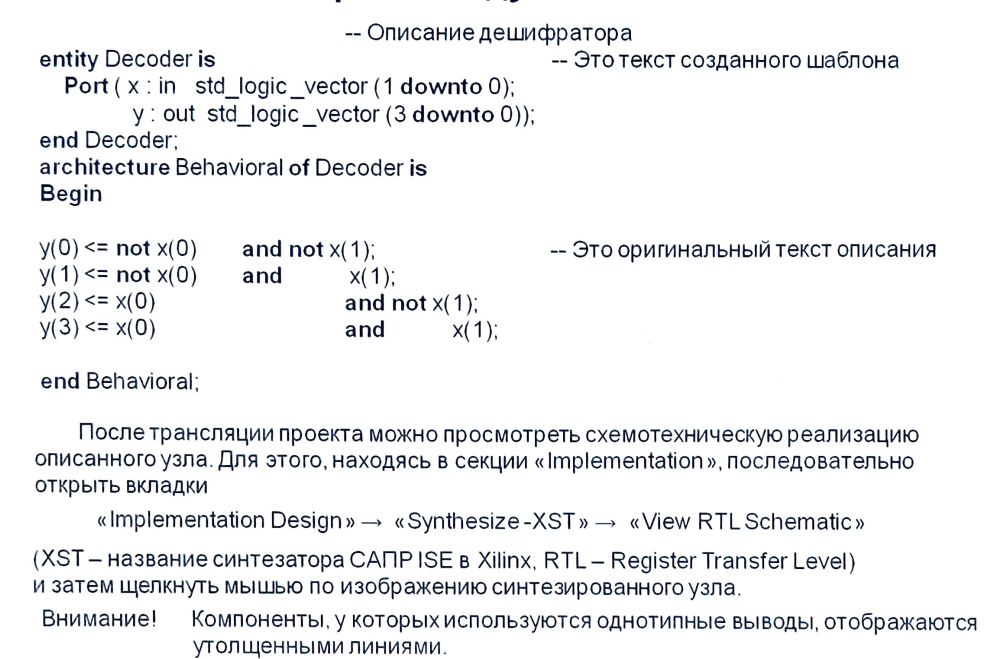 -- Описание дешифратора
entity Decoder is -- Это текст созданного шаблона
Port ( x : in std_logic_vector (1 downto 0);
y : out std_logic_vector (3 downto 0));
end Decoder;
architecture Behavioral of Decoder is
Begin
y(0) <= not x(0) and not x(1); -- Это оригинальный текст описания
y(1) <= not x(0) and x(1);
y(2) <= x(0) and not x(1);
y(3) <= x(0) and x(1);
end Behavioral;
После трансляции проекта можно просмотреть схемотехническую реализацию
описанного узла. Для этого, находясь в секции «Implementation», последовательно
открыть вкладки
«Implementation Design» → «Synthesize-XST» → «View RTL Schematic»
(XST – название синтезатора САПР ISE в Xilinx, RTL – Register Transfer Level)
и затем щелкнуть мышью по изображению синтезированного узла.
Внимание! Компоненты, у которых используются однотипные выводы, отображаются
утолщенными линиями.